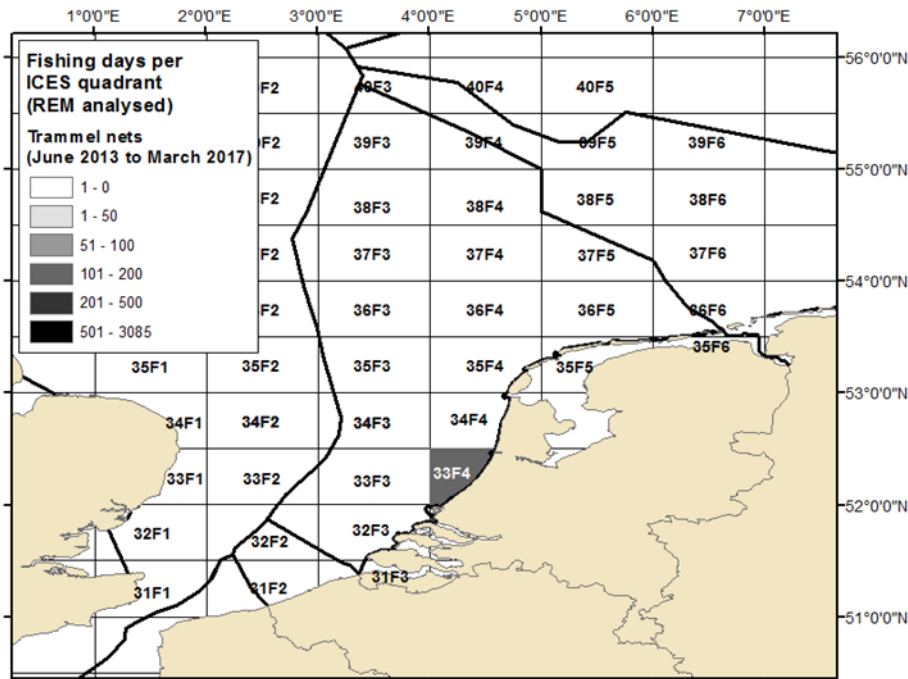 1°0'0"E 2°0'0"E 3°0'0"E 4°0'0"E 5°0'0"E 6°0'0"E 7°0'0"E
Fishing days per
ICES quadrant
(REM analysed)
Trammel nets
(June 2013 to March 2017)
1 - 0
1 - 50
51 - 100
101 - 200
201 - 500
501 - 3085
56°0'0"N
F2 40F3 40F4 40F5
F2 39F3 39F4 39F5 39F6
55°0'0"N
F2 38F3 38F4 38F5 38F6
F2 37F3 37F4 37F5 37F6
54°0'0"N
F2 36F3 36F4 36F5 36F6
35F6
35F1 35F2 35F3 35F4 35F5
53°0'0"N
34F1 34F2 34F3 34F4
33F1 33F2 33F3 33F4
52°0'0"N
32F1 32F2 32F3
31F1 31F2 31F3
51°0'0"N